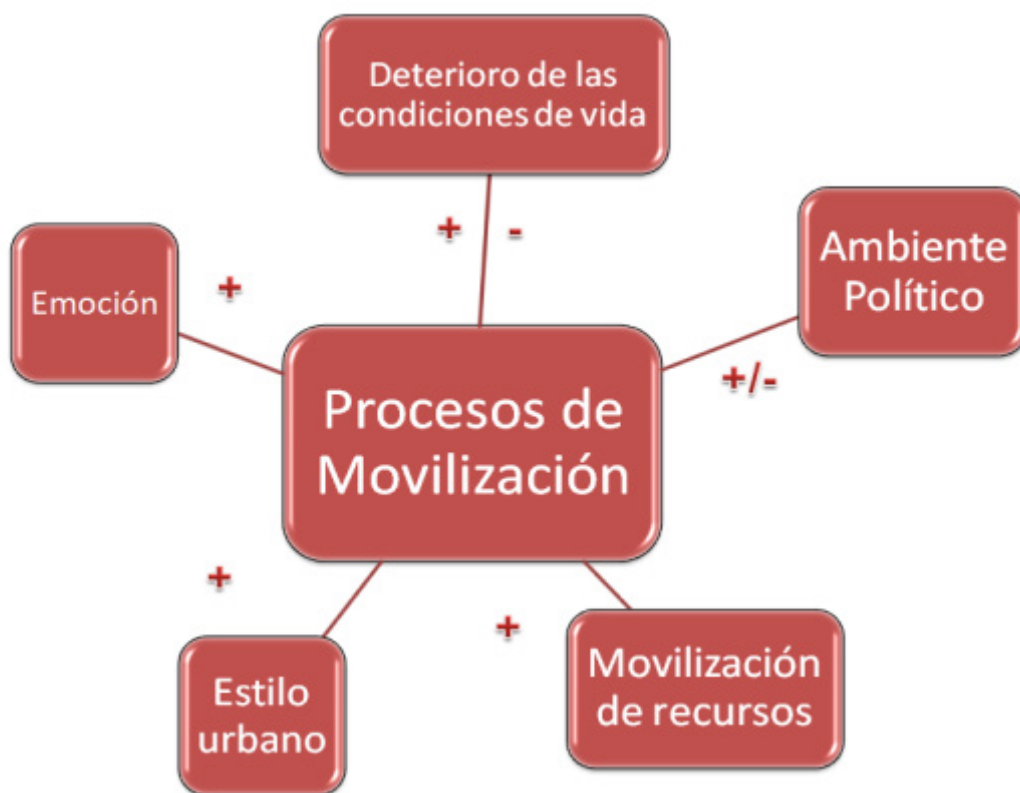 Deterioro de las
condiciones de vida
+ -
Ambiente
Político
+/-
Emoción
+
Procesos de
Movilización
+
Estilo
urbano
+
Movilización
de recursos